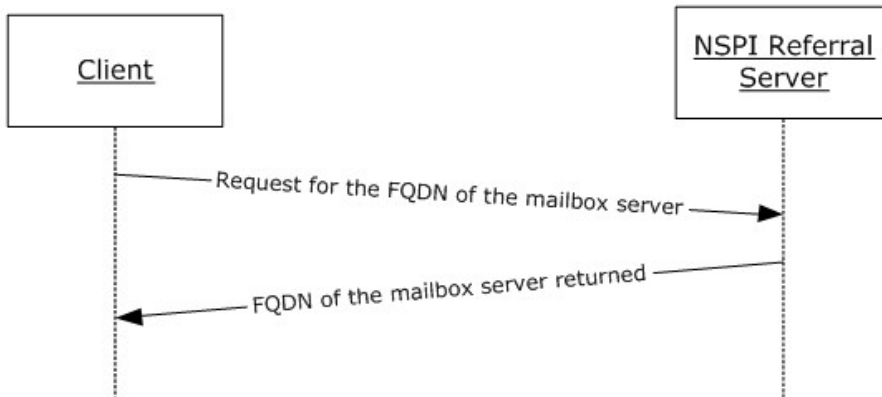 Client
NSPI Referral
Server
Request for the FQDN of the mailbox server
FQDN of the mailbox server returned